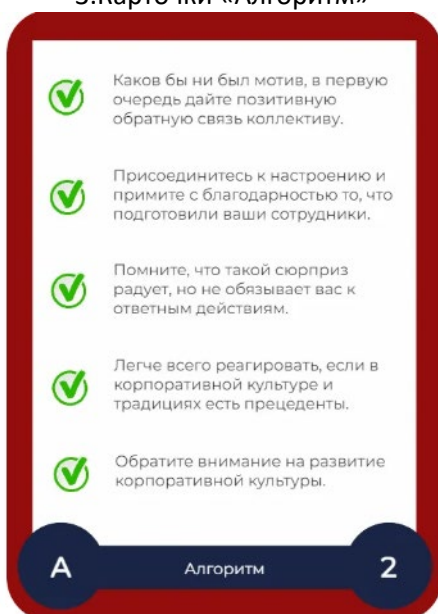 3.Карточки «Алгоритм»
Каков бы ни был мотив, в первую
очередь дайте позитивную
обратную связь коллективу.
Присоединитесь к настроению и
примите с благодарностью то, что
подготовили ваши сотрудники.
Помните, что такой сюрприз
радует, но не обязывает вас к
ответным действиям.
Легче всего реагировать, если в
корпоративной культуре и
традициях есть прецеденты.
Обратите внимание на развитие
корпоративной культуры.
А Алгоритм 2